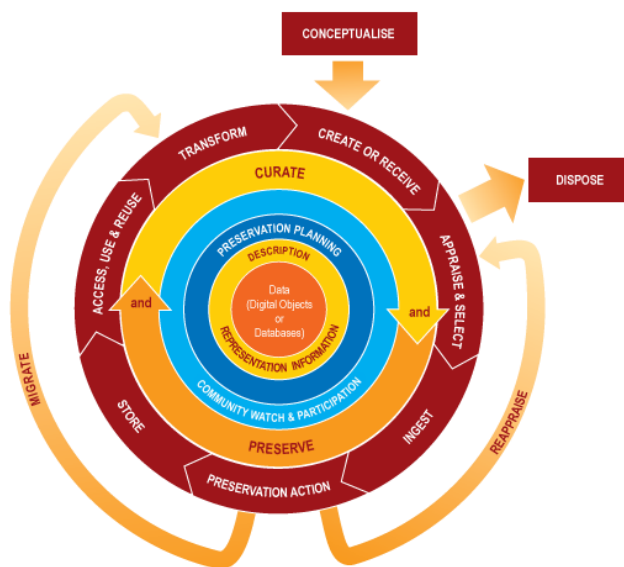 CONCEPTUALISE
DISPOSE
TRANSFORM
CREATE OR RECEIVE
APPRAISE & SELECT
INGEST
PRESERVATION ACTION
STORE
ACCESS, USE & REUSE
MIGRATE
REAPPRAISE
CURATE
and
PRESERVE
and
COMMUNITY WATCH & PARTICIPATION
PRESERVATION PLANNING
DESCRIPTION
REPRESENTATION INFORMATION
Data
(Digital Objects
or
Databases)